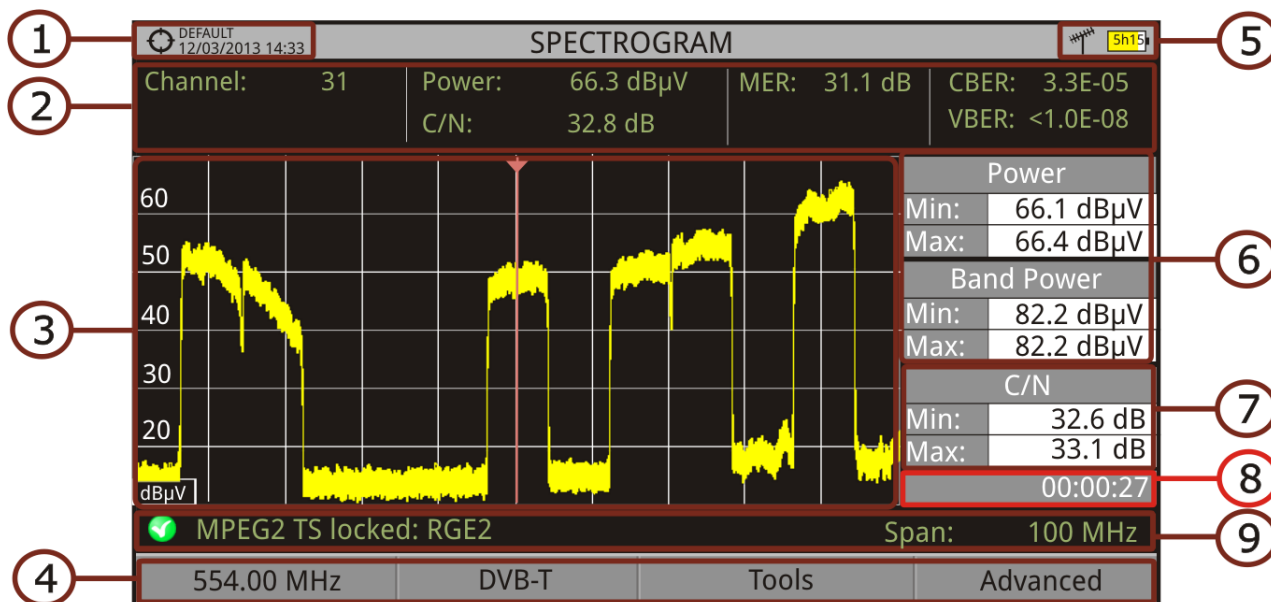 1
DEFAULT
12/03/2013 14:33
SPECTROGRAM
5h15
5
2
Channel: 31
Power: 66.3 dBµV
MER: 31.1 dB
CBER: 3.3E-05
C/N: 32.8 dB
VBER: <1.0E-08
3
60
50
40
30
20
dBµV
Power
Min: 66.1 dBµV
Max: 66.4 dBµV
6
Band Power
Min: 82.2 dBµV
Max: 82.2 dBµV
C/N
Min: 32.6 dB
Max: 33.1 dB
7
00:00:27
8
MPEG2 TS locked: RGE2
Span: 100 MHz
9
4
554.00 MHz
DVB-T
Tools
Advanced